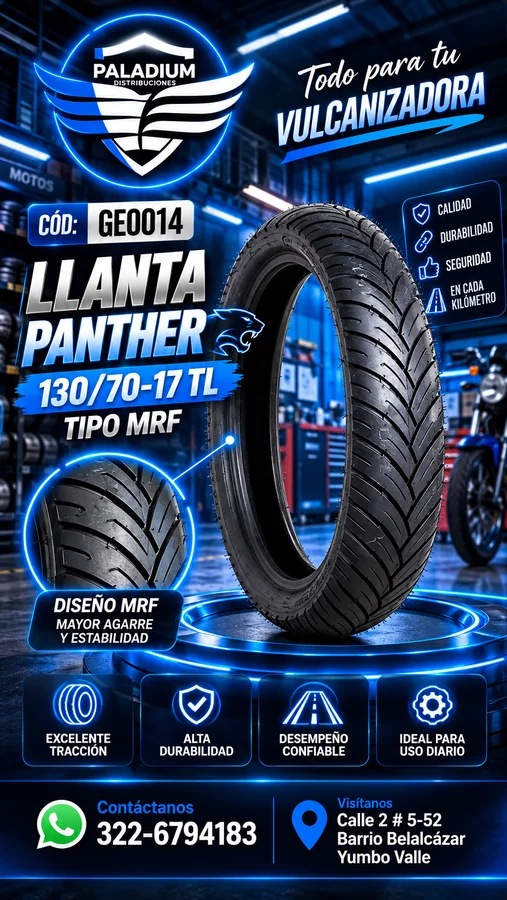 PALADIUM
DISTRIBUCIONES
Todo para tu
VULCANIZADORA
MOTOS
CÓD: GE0014
LLANTA
PANTHER
130/70-17 TL
TIPO MRF
CALIDAD
DURABILIDAD
SEGURIDAD
EN CADA
KILÓMETRO
DISEÑO MRF
MAYOR AGARRE
Y ESTABILIDAD
EXCELENTE
TRACCIÓN
ALTA
DURABILIDAD
DESEMPEÑO
CONFIABLE
IDEAL PARA
USO DIARIO
Contáctanos
322-6794183
Visítanos
Calle 2 # 5-52
Barrio Belalcázar
Yumbo Valle